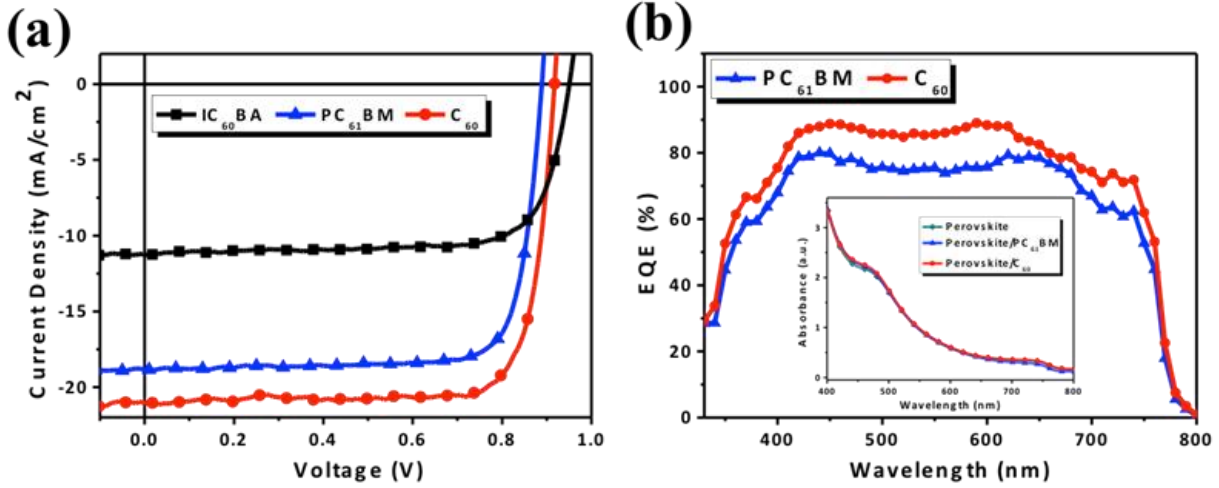 (a)
IC60BA PC61BM C60
Current Density (mA/cm2)
0
-5
-10
-15
-20
0.0 0.2 0.4 0.6 0.8 1.0
Voltage (V)
(b)
PC61BM C60
EQE (%)
100
80
60
40
20
0
400 500 600 700 800
Wavelength (nm)
Perovskite
Perovskite/PC61BM
Perovskite/C60
Absorbance (a.u.)
3
2
1
0
400 500 600 700 800
Wavelength (nm)